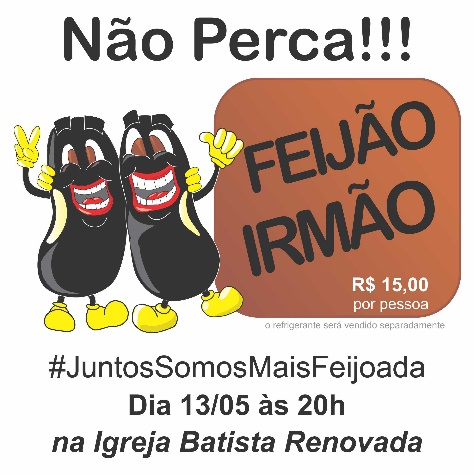 Não Perca!!!
FEIJÃO
IRMÃO
R$ 15,00
por pessoa
o refrigerante será vendido separadamente
#JuntosSomosMaisFeijoada
Dia 13/05 às 20h
na Igreja Batista Renovada